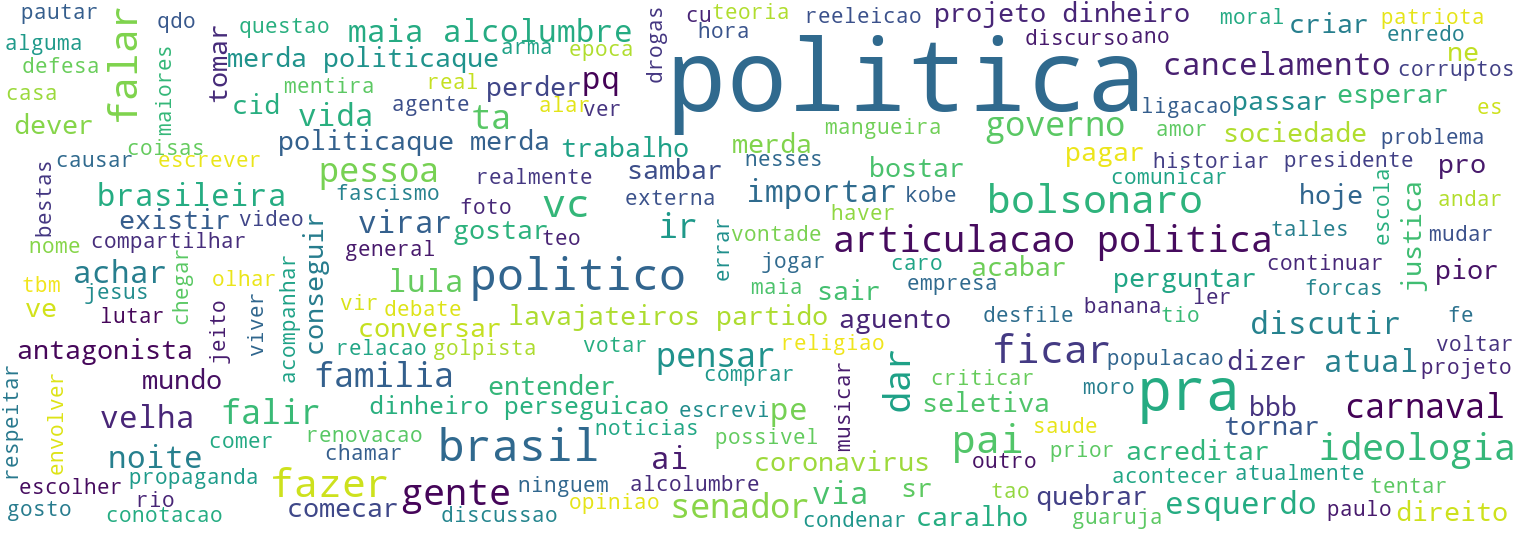 pautar qdo questao maia alcolumbre cu teoria reeleicao projeto dinheiro moral criar patriota
alguma falar tomar merda politicaque arma epoca drogas hora politica discurso ano enredo
defesa maiores mentira real perder pq cancelamento ne corruptos
casa cid vida agente ta alar ver ligacao passar esperar es
dever coisas politicaque merda trabalho merda mangueira governo amor sociedade problema
bestas causar escrever pessoa realmente sambar nesses bostar pagar historiar presidente pro
brasileira fascismo foto vc externa importar kobe comunicar bolsonaro hoje escola andar
existir video virar gostar teo ir errar haver vontade articulacao politica talles justica mudar
nome compartilhar conseguir general
tbm achar chegar olhar lula politico jogar caro acabar perguntar continuar pior
ve jesus acompanhar vir debate maia sair empresa banana ler forcas
lutar jeito viver conversar lavajateiros partido aguento desfile tio discutir fe
antagonista relacao golpista votar pensar religiao ficar populacao dizer atual voltar
respeitar mundo familia entender comprar musicar dar criticar moro pra projeto
envolver velha falir dinheiro perseguicao escrevi pe seletiva bbb carnaval
noite comer renovacao brasil noticias possivel pai saude tornar
chamar ai coronavirus outro prior acreditar ideologia
escolher propaganda fazer gente ninguem alcolumbre via sr tao quebrar acontecer atualmente tentar
gosto rio conotacao comecar discussao opiniao senador condenar caralho guaruja esquerdo paulo direito